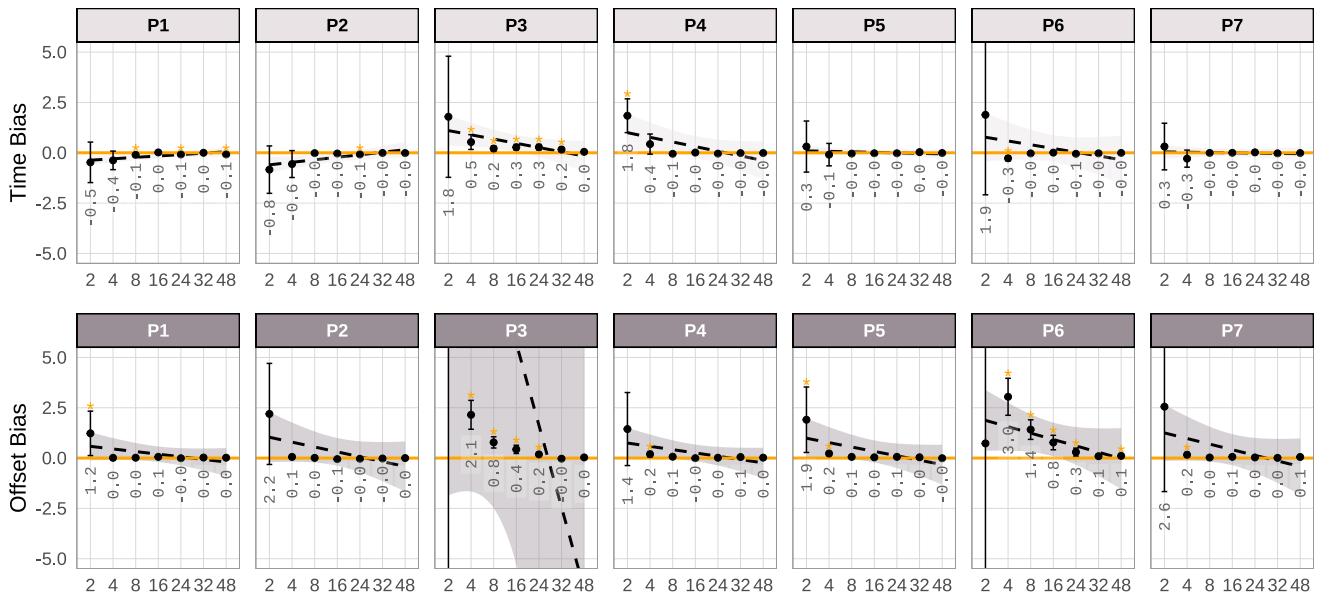 P1 P2 P3 P4 P5 P6 P7
Time Bias
5.0
2.5
0.0
-2.5
-5.0
-0.5 -0.4 -0.1 0.0 -0.1 0.0 -0.1
-0.8 -0.6 -0.0 -0.0 -0.1 -0.0 -0.0
1.8 0.5 0.2 0.3 0.3 0.2 0.0
1.8 0.4 -0.1 0.0 -0.0 -0.0 -0.0
0.3 -0.1 -0.0 -0.0 -0.0 0.0 -0.0
1.9 -0.3 -0.0 0.0 -0.0 -0.0 -0.0
0.3 -0.3 -0.0 -0.0 -0.0 -0.0 -0.0
2 4 8 16 24 32 48 2 4 8 16 24 32 48 2 4 8 16 24 32 48 2 4 8 16 24 32 48 2 4 8 16 24 32 48 2 4 8 16 24 32 48 2 4 8 16 24 32 48
P1 P2 P3 P4 P5 P6 P7
Offset Bias
5.0
2.5
0.0
-2.5
-5.0
1.2 0.0 0.0 0.1 -0.0 0.0 0.0
2.2 0.1 0.0 -0.0 -0.0 -0.0 0.0
2.1 0.8 0.4 0.2 -0.0 0.0
1.4 0.2 0.1 -0.0 0.0 -0.0 0.0
1.9 0.2 0.1 0.0 0.1 0.0 -0.0
3.0 1.4 0.8 0.3 0.1 0.1
2.6 0.2 0.0 0.1 0.0 0.0 0.1
2 4 8 16 24 32 48 2 4 8 16 24 32 48 2 4 8 16 24 32 48 2 4 8 16 24 32 48 2 4 8 16 24 32 48 2 4 8 16 24 32 48 2 4 8 16 24 32 48